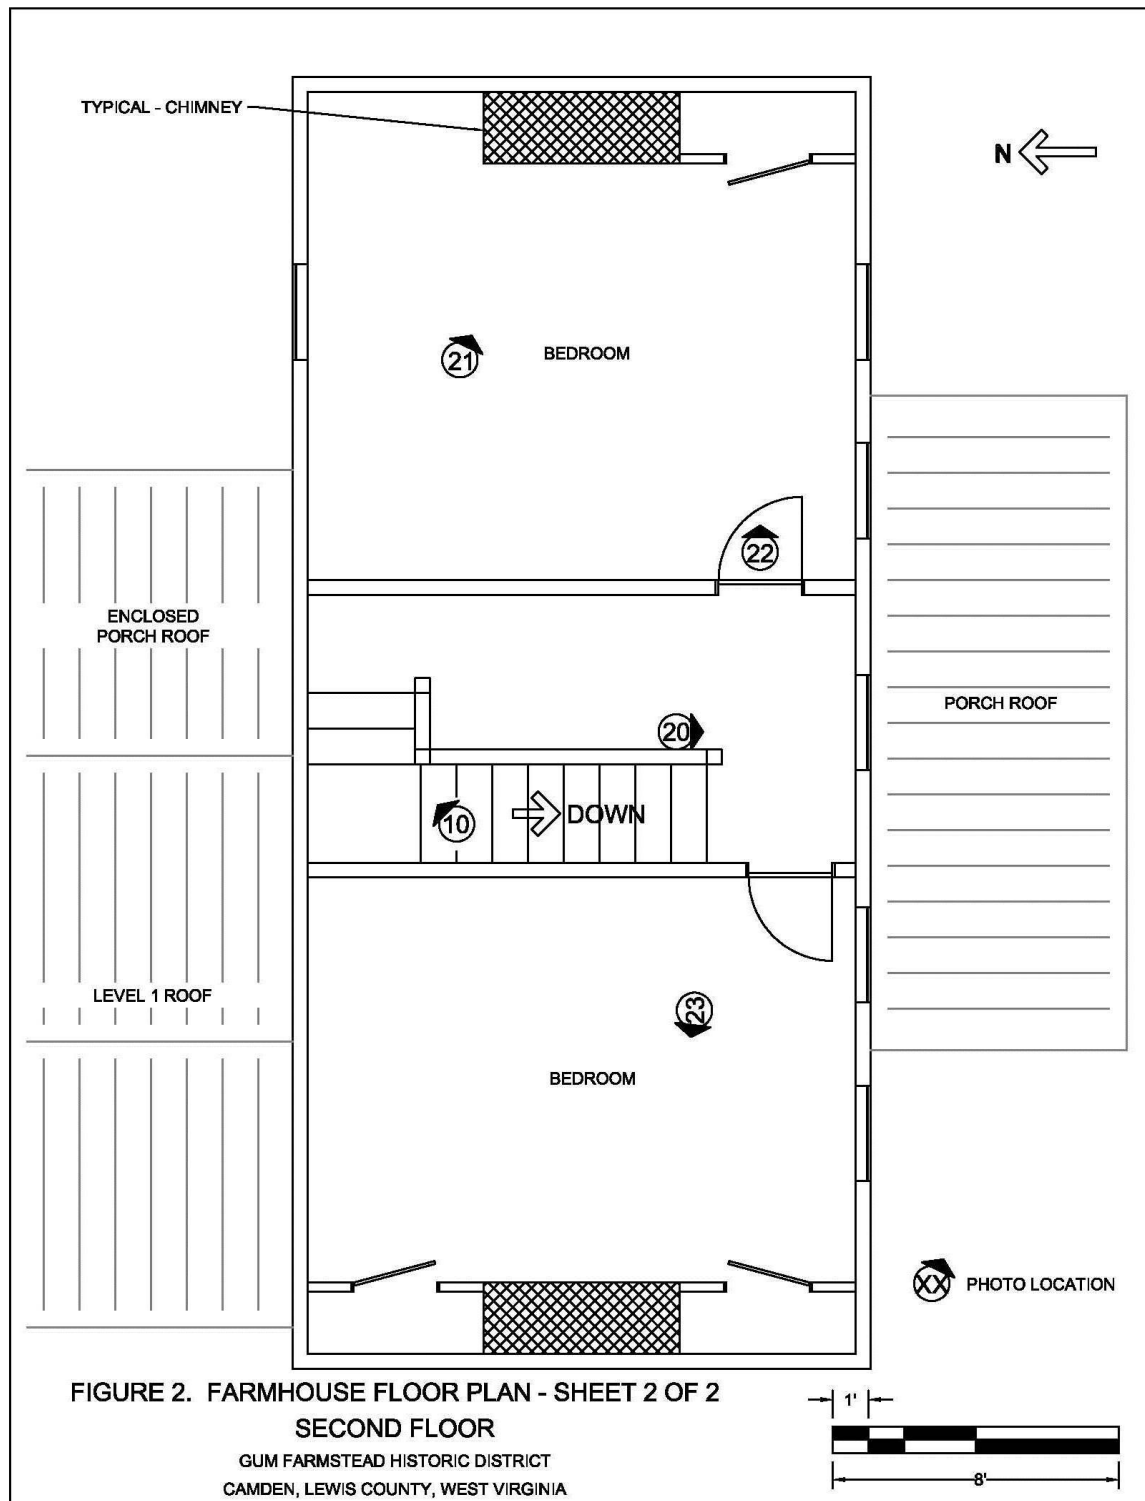 TYPICAL - CHIMNEY
N
21
BEDROOM
22
ENCLOSED
PORCH ROOF
20
PORCH ROOF
10
DOWN
LEVEL 1 ROOF
23
BEDROOM
XX
PHOTO LOCATION
FIGURE 2. FARMHOUSE FLOOR PLAN - SHEET 2 OF 2
SECOND FLOOR
GUM FARMSTEAD HISTORIC DISTRICT
CAMDEN, LEWIS COUNTY, WEST VIRGINIA
1'
8'